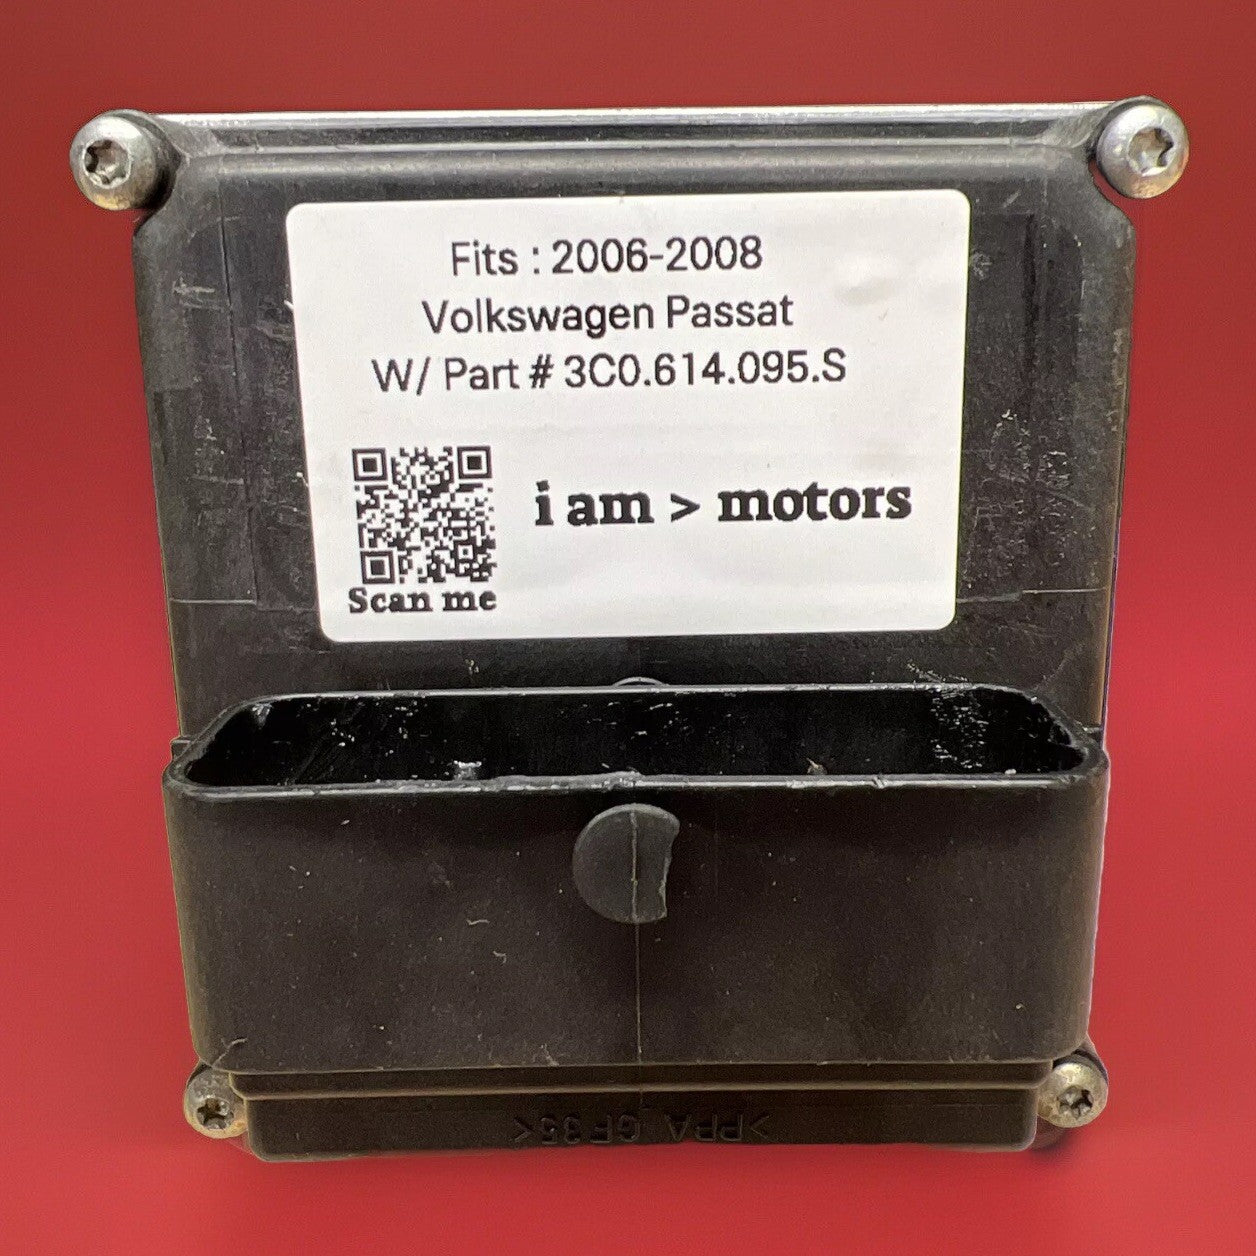 Fits : 2006-2008
Volkswagen Passat
W/ Part # 3C0.614.095.S
i am > motors
Scan me
>PPA GF35<